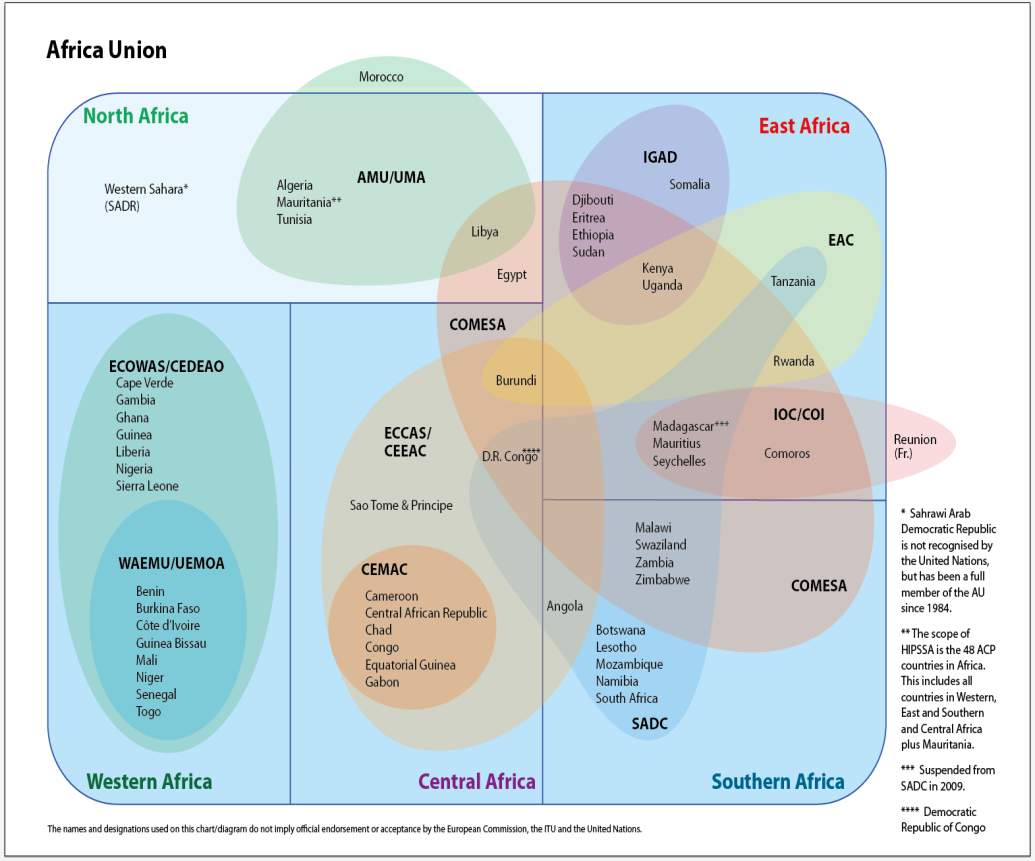 Africa Union
Morocco
North Africa
East Africa
IGAD
Somalia
AMU/UMA
Western Sahara*
(SADR)
Algeria
Mauritania**
Tunisia
Djibouti
Eritrea
Ethiopia
Sudan
Libya
EAC
Egypt
Kenya
Uganda
Tanzania
COMESA
ECOWAS/CEDEAO
Cape Verde
Gambia
Ghana
Guinea
Liberia
Nigeria
Sierra Leone
Burundi
Rwanda
ECCAS/
CEEAC
D.R. Congo****
IOC/COI
Madagascar***
Mauritius
Seychelles
Comoros
Reunion
(Fr.)
Sao Tome & Principe
WAEMU/UEMOA
Benin
Burkina Faso
Côte d'Ivoire
Guinea Bissau
Mali
Niger
Senegal
Togo
CEMAC
Cameroon
Central African Republic
Chad
Congo
Equatorial Guinea
Gabon
Malawi
Swaziland
Zambia
Zimbabwe
COMESA
Angola
Botswana
Lesotho
Mozambique
Namibia
South Africa
SADC
Western Africa
Central Africa
Southern Africa
* Sahrawi Arab
Democratic Republic
is not recognised by
the United Nations,
but has been a full
member of the AU
since 1984.
** The scope of
HIPSSA is the 48 ACP
countries in Africa.
This includes all
countries in Western,
East and Southern
and Central Africa
plus Mauritania.
*** Suspended from
SADC in 2009.
**** Democratic
Republic of Congo
The names and designations used on this chart/diagram do not imply official endorsement or acceptance by the European Commission, the ITU and the United Nations.